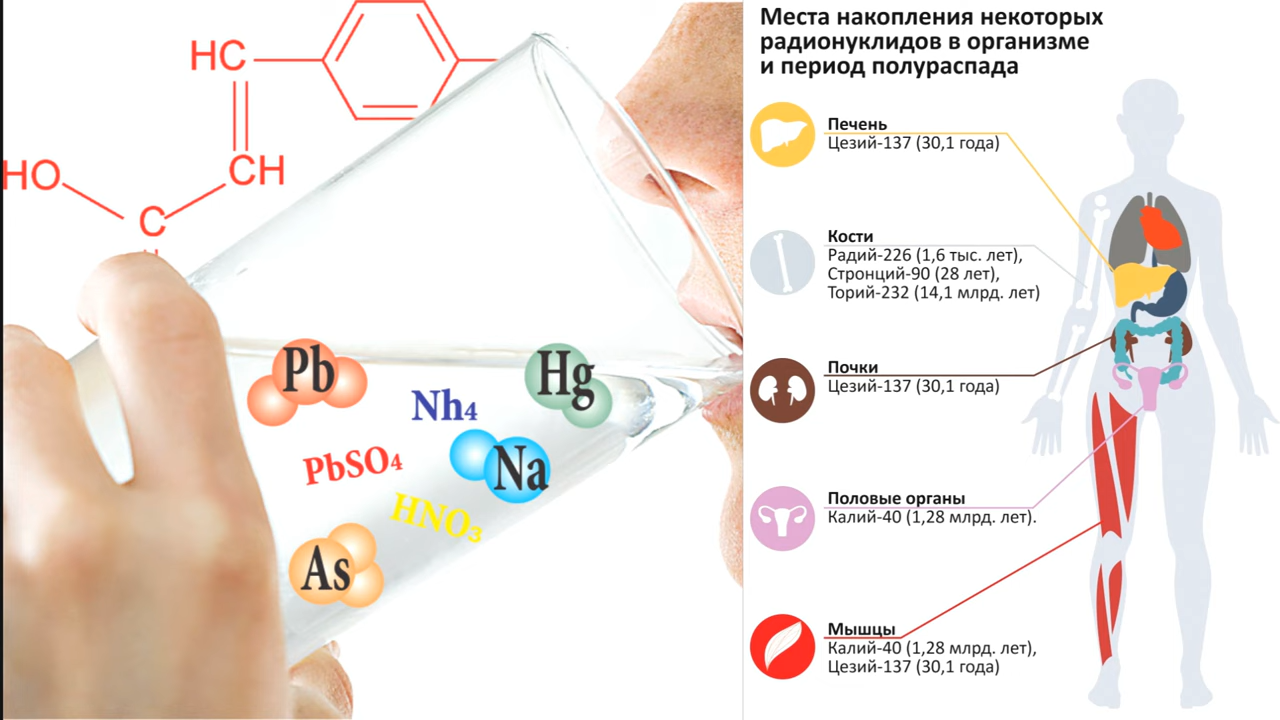 HC
CH
HO
C
Pb
Hg
Nh₄
PbSO₄
Na
HNO₃
As
Места накопления некоторых
радионуклидов в организме
и период полураспада
Печень
Цезий-137 (30,1 года)
Кости
Радий-226 (1,6 тыс. лет),
Стронций-90 (28 лет),
Торий-232 (14,1 млрд. лет)
Почки
Цезий-137 (30,1 года)
Половые органы
Калий-40 (1,28 млрд. лет).
Мышцы
Калий-40 (1,28 млрд. лет),
Цезий-137 (30,1 года)